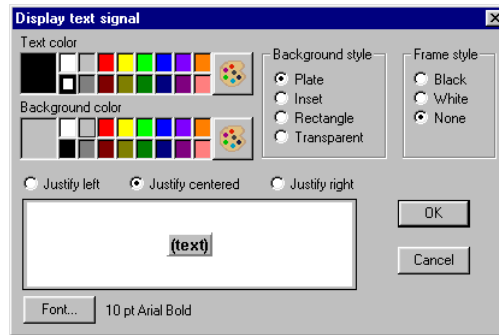 Display text signal
Text color
Background color
Background style
Plate
Inset
Rectangle
Transparent
Frame style
Black
White
None
Justify left
Justify centered
Justify right
(text)
OK
Cancel
Font...
10 pt Arial Bold